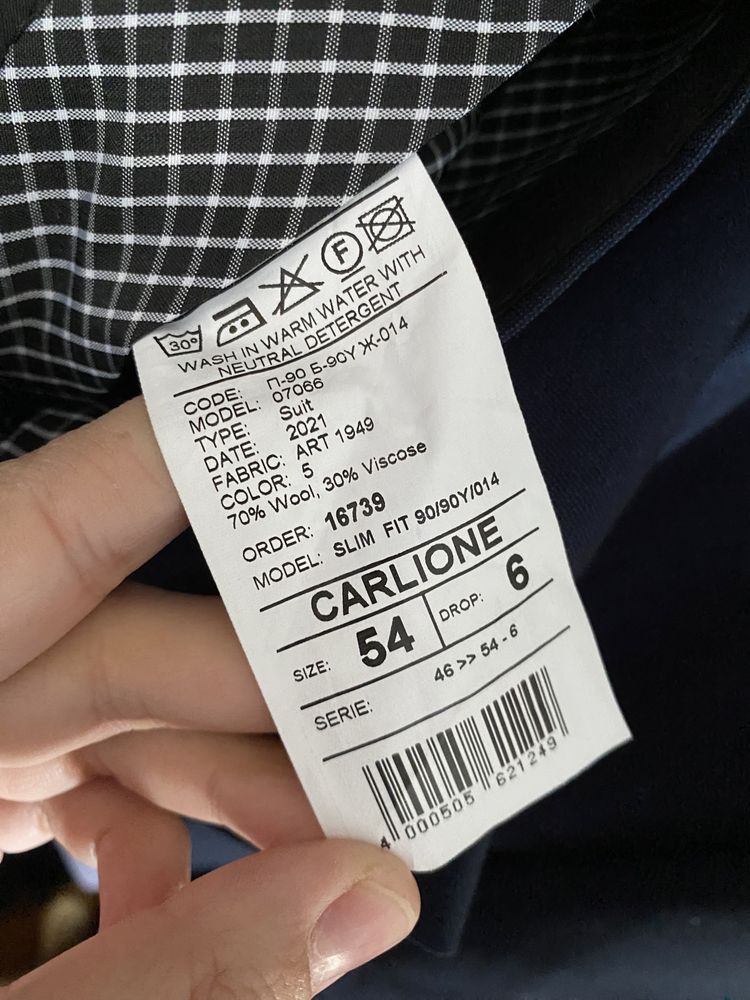 30° F
WASH IN WARM WATER WITH
NEUTRAL DETERGENT
CODE: П-90 Б-90Y Ж-014
MODEL: 07066
TYPE: Suit
DATE: 2021
FABRIC: ART 1949
COLOR: 5
70% Wool, 30% Viscose
ORDER: 16739
MODEL: SLIM FIT 90/90Y/014
CARLIONE
SIZE: 54 DROP: 6
46 >> 54 - 6
SERIE:
4 000505 621249